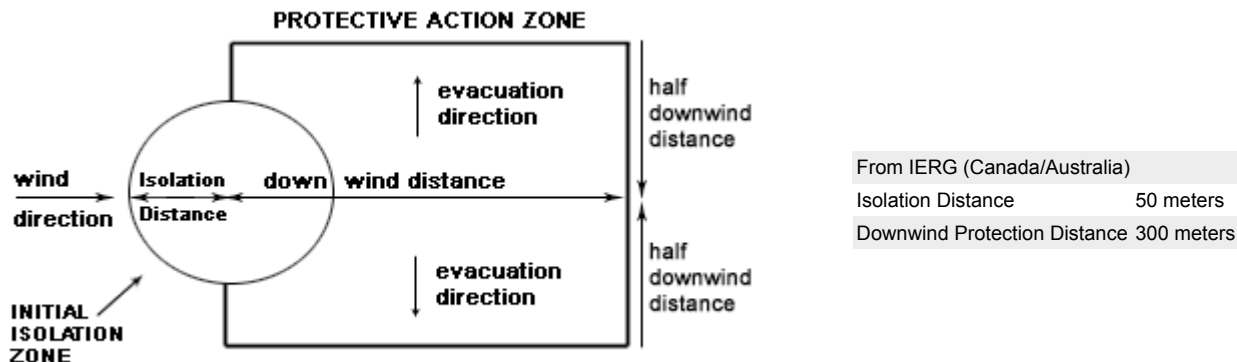 PROTECTIVE ACTION ZONE
evacuation
direction
half
downwind
distance
wind
direction
Isolation
Distance
down wind distance
evacuation
direction
half
downwind
distance
INITIAL
ISOLATION
ZONE
From IERG (Canada/Australia)
Isolation Distance 50 meters
Downwind Protection Distance 300 meters